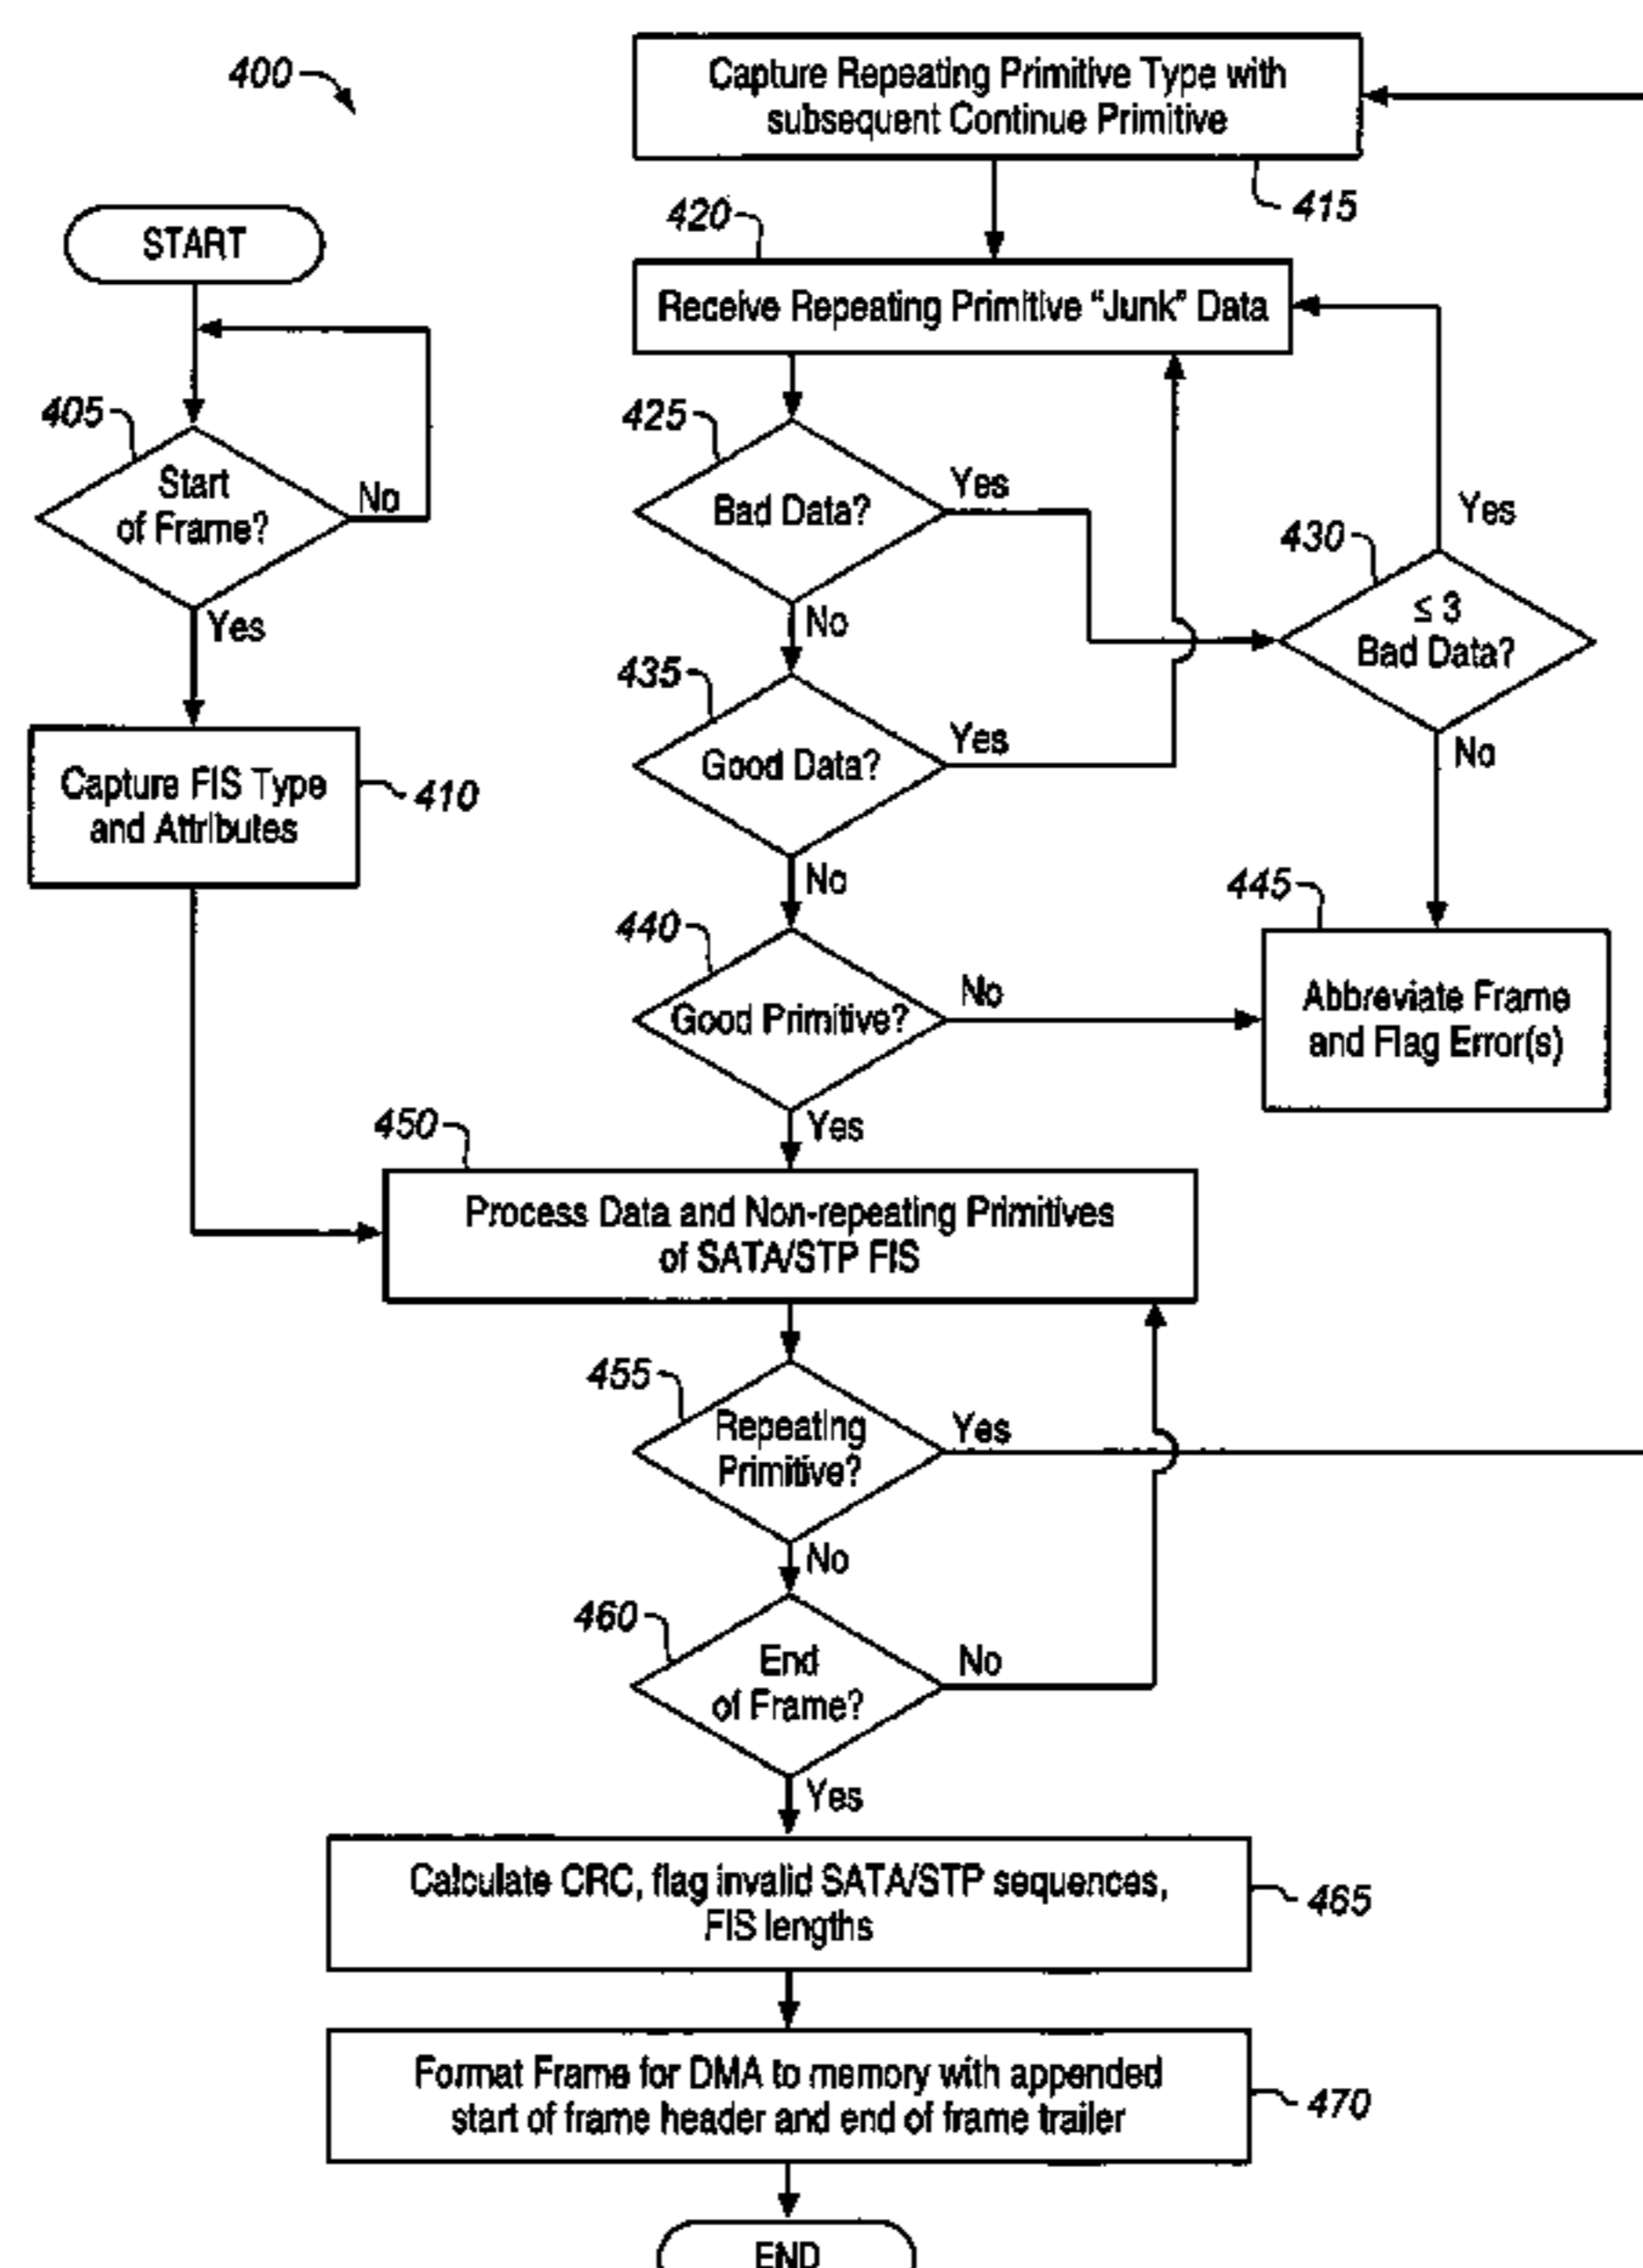 400
Capture Repeating Primitive Type with
subsequent Continue Primitive
415
START
420
Receive Repeating Primitive “Junk” Data
405
Start
of Frame?
No
Yes
425
Bad Data?
Yes
No
430
≤ 3
Bad Data?
Yes
No
Capture FIS Type
and Attributes
410
435
Good Data?
Yes
No
440
Good Primitive?
No
Yes
445
Abbreviate Frame
and Flag Error(s)
450
Process Data and Non-repeating Primitives
of SATA/STP FIS
455
Repeating
Primitive?
Yes
No
460
End
of Frame?
No
Yes
Calculate CRC, flag invalid SATA/STP sequences,
FIS lengths
465
Format Frame for DMA to memory with appended
start of frame header and end of frame trailer
470
END